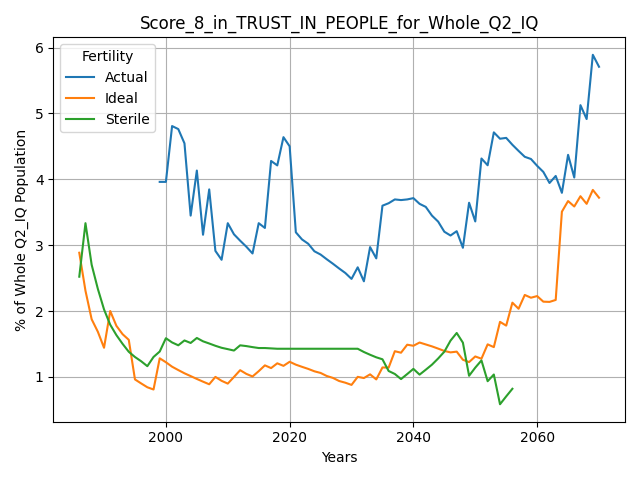 Score_8_in_TRUST_IN_PEOPLE_for_Whole_Q2_IQ
Fertility
Actual
Ideal
Sterile
% of Whole Q2_IQ Population
6
5
4
3
2
1
2000 2020 2040 2060
Years